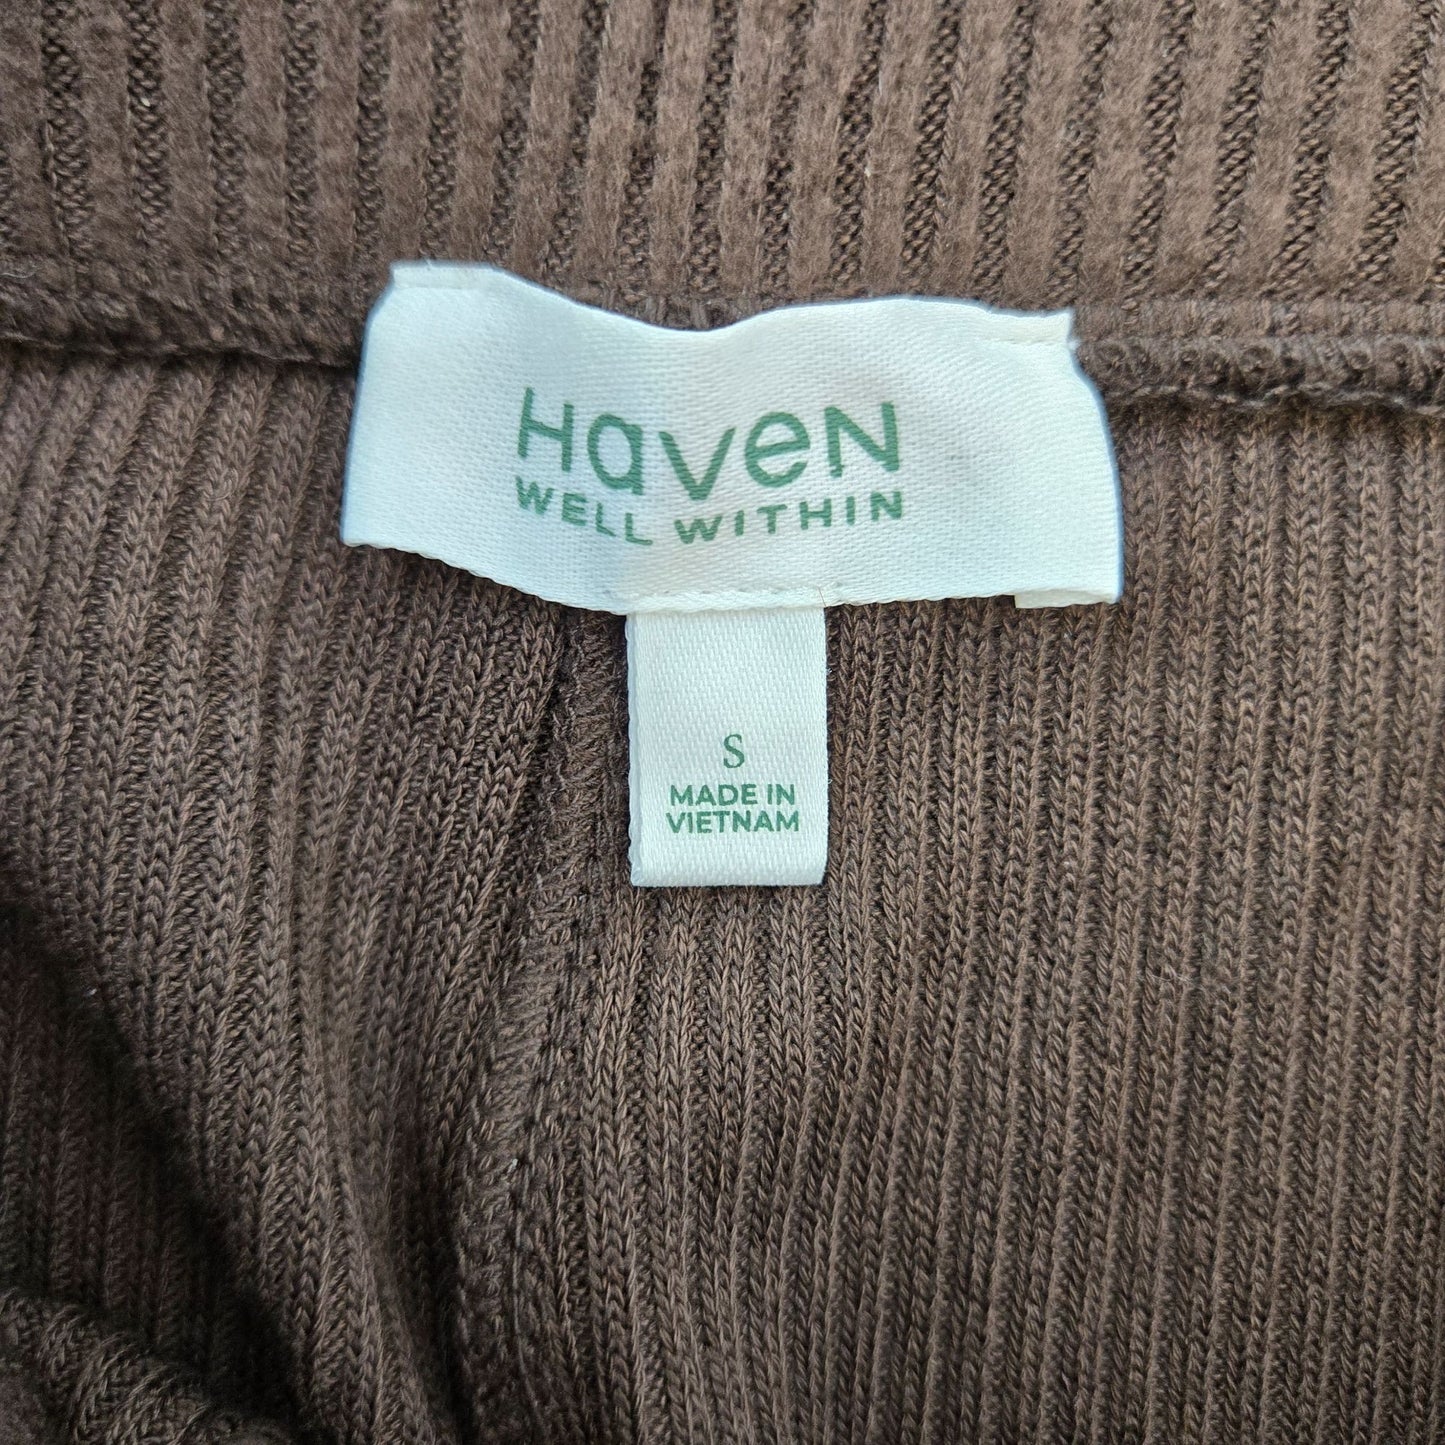 HaveN
WELL WITHIN
S
MADE IN
VIETNAM